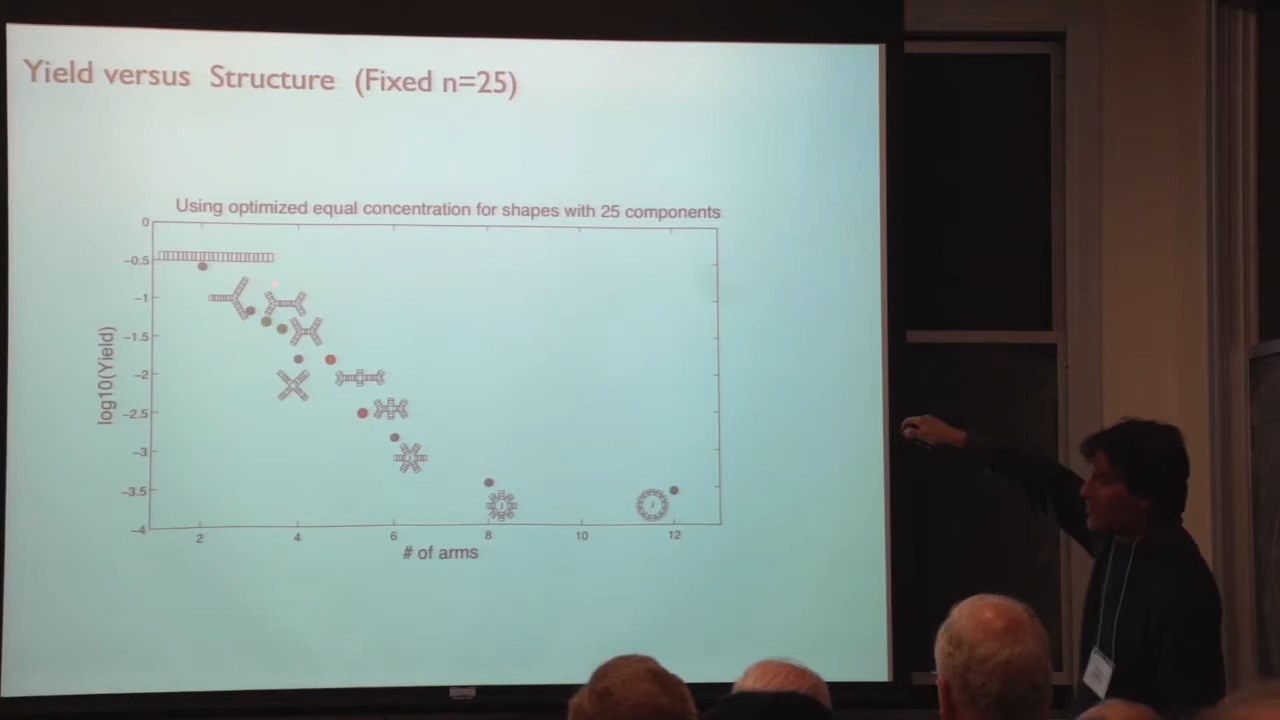 Yield versus Structure (Fixed n=25)
Using optimized equal concentration for shapes with 25 components
0
−0.5
−1
−1.5
−2
−2.5
−3
−3.5
−4
log10(Yield)
2 4 6 8 10 12
# of arms